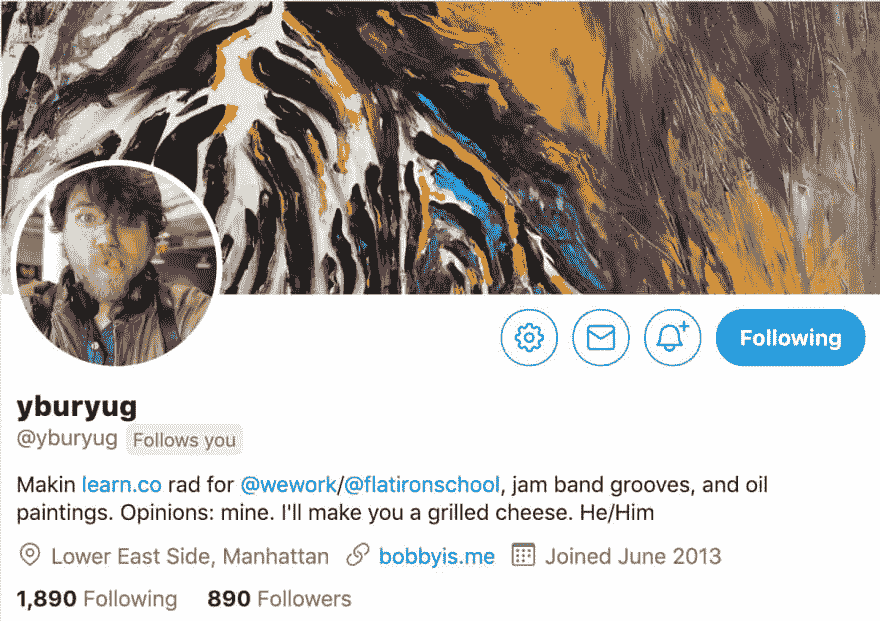 Following
yburyug
@yburyug Follows you
Makin learn.co rad for @wework/@flatironschool, jam band grooves, and oil
paintings. Opinions: mine. I'll make you a grilled cheese. He/Him
Lower East Side, Manhattan bobbyis.me Joined June 2013
1,890 Following 890 Followers